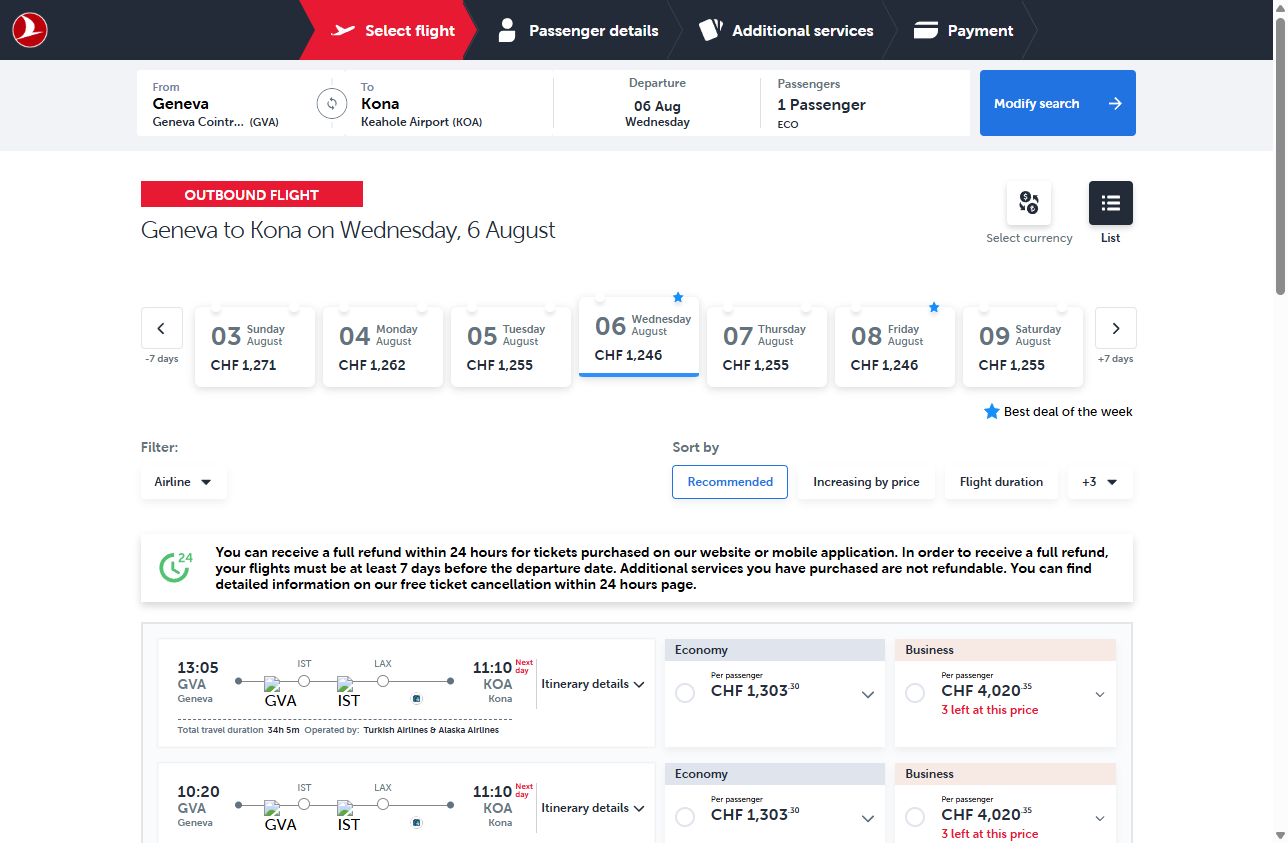 Select flight
Passenger details
Additional services
Payment
From
Geneva
Geneva Cointr... (GVA)
To
Kona
Keahole Airport (KOA)
Departure
06 Aug
Wednesday
Passengers
1 Passenger
ECO
Modify search
OUTBOUND FLIGHT
Geneva to Kona on Wednesday, 6 August
Select currency
List
-7 days
03 Sunday August
CHF 1,271
04 Monday August
CHF 1,262
05 Tuesday August
CHF 1,255
06 Wednesday August
CHF 1,246
07 Thursday August
CHF 1,255
08 Friday August
CHF 1,246
09 Saturday August
CHF 1,255
+7 days
Best deal of the week
Filter:
Airline
Sort by
Recommended
Increasing by price
Flight duration
+3
24
You can receive a full refund within 24 hours for tickets purchased on our website or mobile application. In order to receive a full refund,
your flights must be at least 7 days before the departure date. Additional services you have purchased are not refundable. You can find
detailed information on our free ticket cancellation within 24 hours page.
13:05
GVA
Geneva
IST
LAX
GVA
IST
11:10 Next day
KOA
Kona
Itinerary details
Total travel duration 34h 5m Operated by: Turkish Airlines & Alaska Airlines
Economy
Per passenger
CHF 1,303.30
Business
Per passenger
CHF 4,020.35
3 left at this price
10:20
GVA
Geneva
IST
LAX
GVA
IST
11:10 Next day
KOA
Kona
Itinerary details
Economy
Per passenger
CHF 1,303.30
Business
Per passenger
CHF 4,020.35
3 left at this price